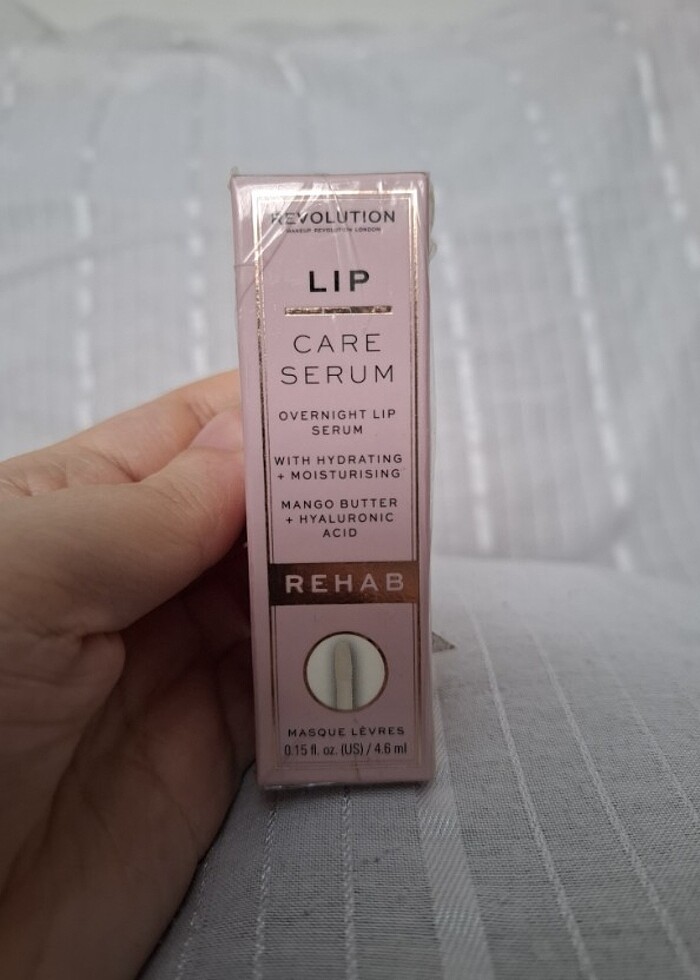 REVOLUTION
MAKEUP REVOLUTION LONDON
LIP
CARE
SERUM
OVERNIGHT LIP
SERUM
WITH HYDRATING
+ MOISTURISING
MANGO BUTTER
+ HYALURONIC
ACID
REHAB
MASQUE LÈVRES
0.15 fl. oz. (US) / 4.6 ml